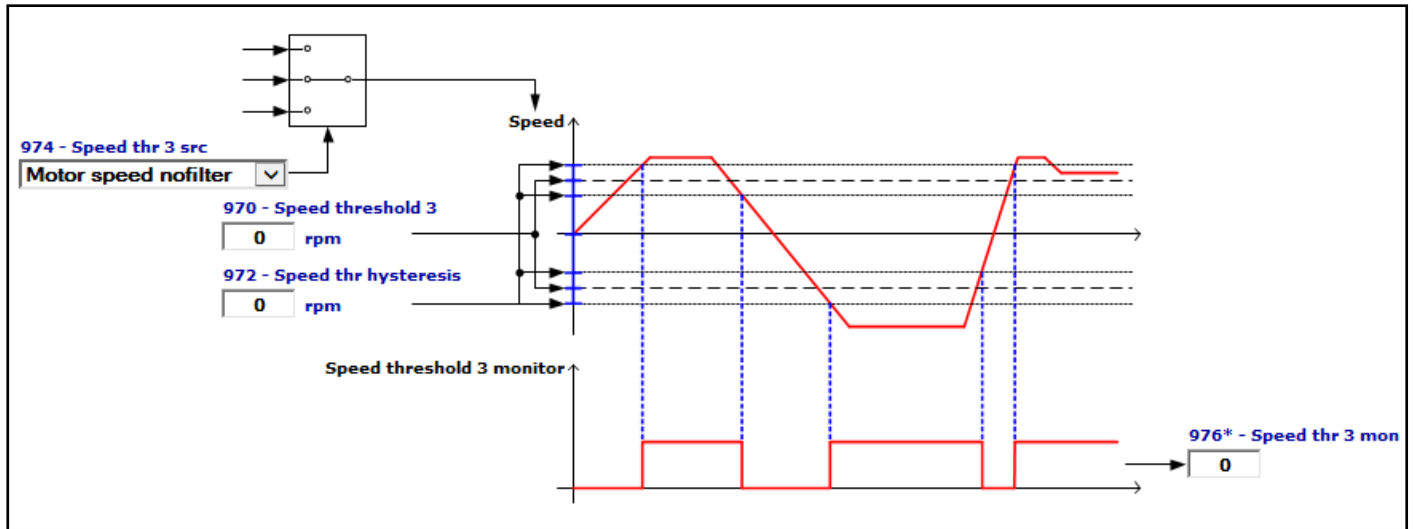 Speed
974 - Speed thr 3 src
Motor speed nofilter
970 - Speed threshold 3
0 rpm
972 - Speed thr hysteresis
0 rpm
Speed threshold 3 monitor
976* - Speed thr 3 mon
0